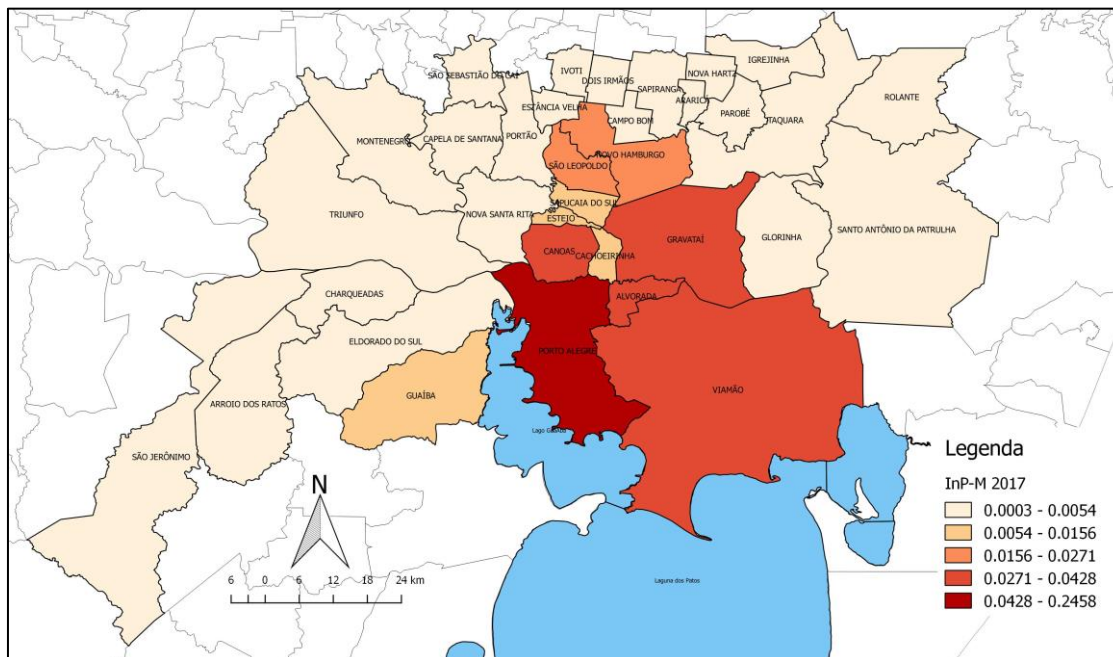 IGREJINHA
SÃO SEBASTIÃO DO CAÍ
IVOTI
DOIS IRMÃOS
NOVA HARTZ
SAPIRANGA
ROLANTE
ARARICÁ
ESTÂNCIA VELHA
PAROBÉ
TAQUARA
CAMPO BOM
MONTENEGRO
CAPELA DE SANTANA
PORTÃO
NOVO HAMBURGO
SÃO LEOPOLDO
SAPUCAIA DO SUL
TRIUNFO
NOVA SANTA RITA
ESTEIO
GLORINHA
SANTO ANTÔNIO DA PATRULHA
GRAVATAÍ
CANOAS
CACHOEIRINHA
CHARQUEADAS
ALVORADA
ELDORADO DO SUL
PORTO ALEGRE
VIAMÃO
GUAÍBA
ARROIO DOS RATOS
Lago Guaíba
SÃO JERÔNIMO
Legenda
InP-M 2017
0.0003 - 0.0054
0.0054 - 0.0156
0.0156 - 0.0271
0.0271 - 0.0428
0.0428 - 0.2458
N
6 0 6 12 18 24 km
Laguna dos Patos